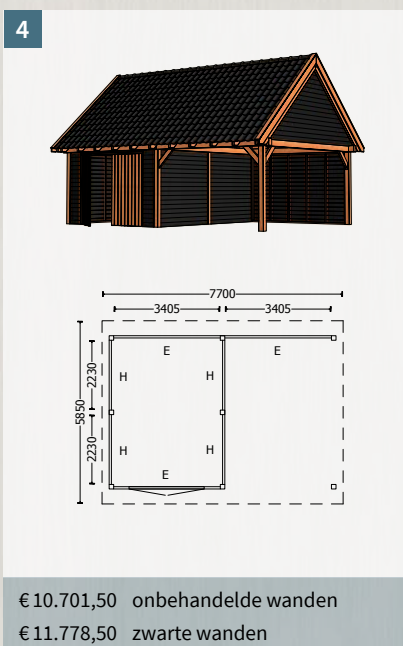 4
7700
3405 3405
E E
2230 H H
5850
2230 H H
E
€ 10.701,50 onbehandelde wanden
€ 11.778,50 zwarte wanden